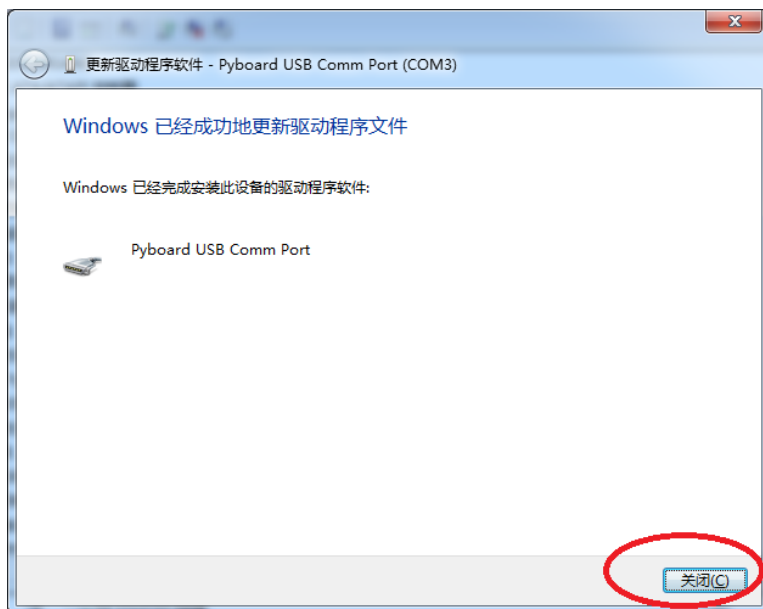 更新驱动程序软件 - Pyboard USB Comm Port (COM3)
Windows 已经成功地更新驱动程序文件
Windows 已经完成安装此设备的驱动程序软件:
Pyboard USB Comm Port
关闭(C)